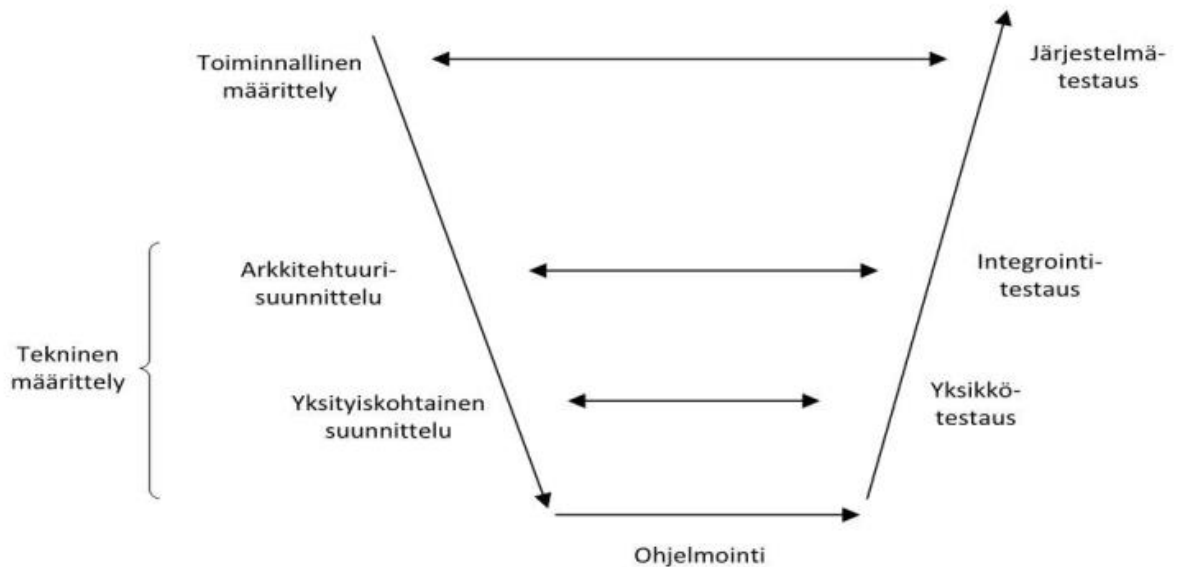 Toiminnallinen
määrittely
Järjestelmä-
testaus
Arkkitehtuuri-
suunnittelu
Integrointi-
testaus
Tekninen
määrittely
Yksityiskohtainen
suunnittelu
Yksikkö-
testaus
Ohjelmointi